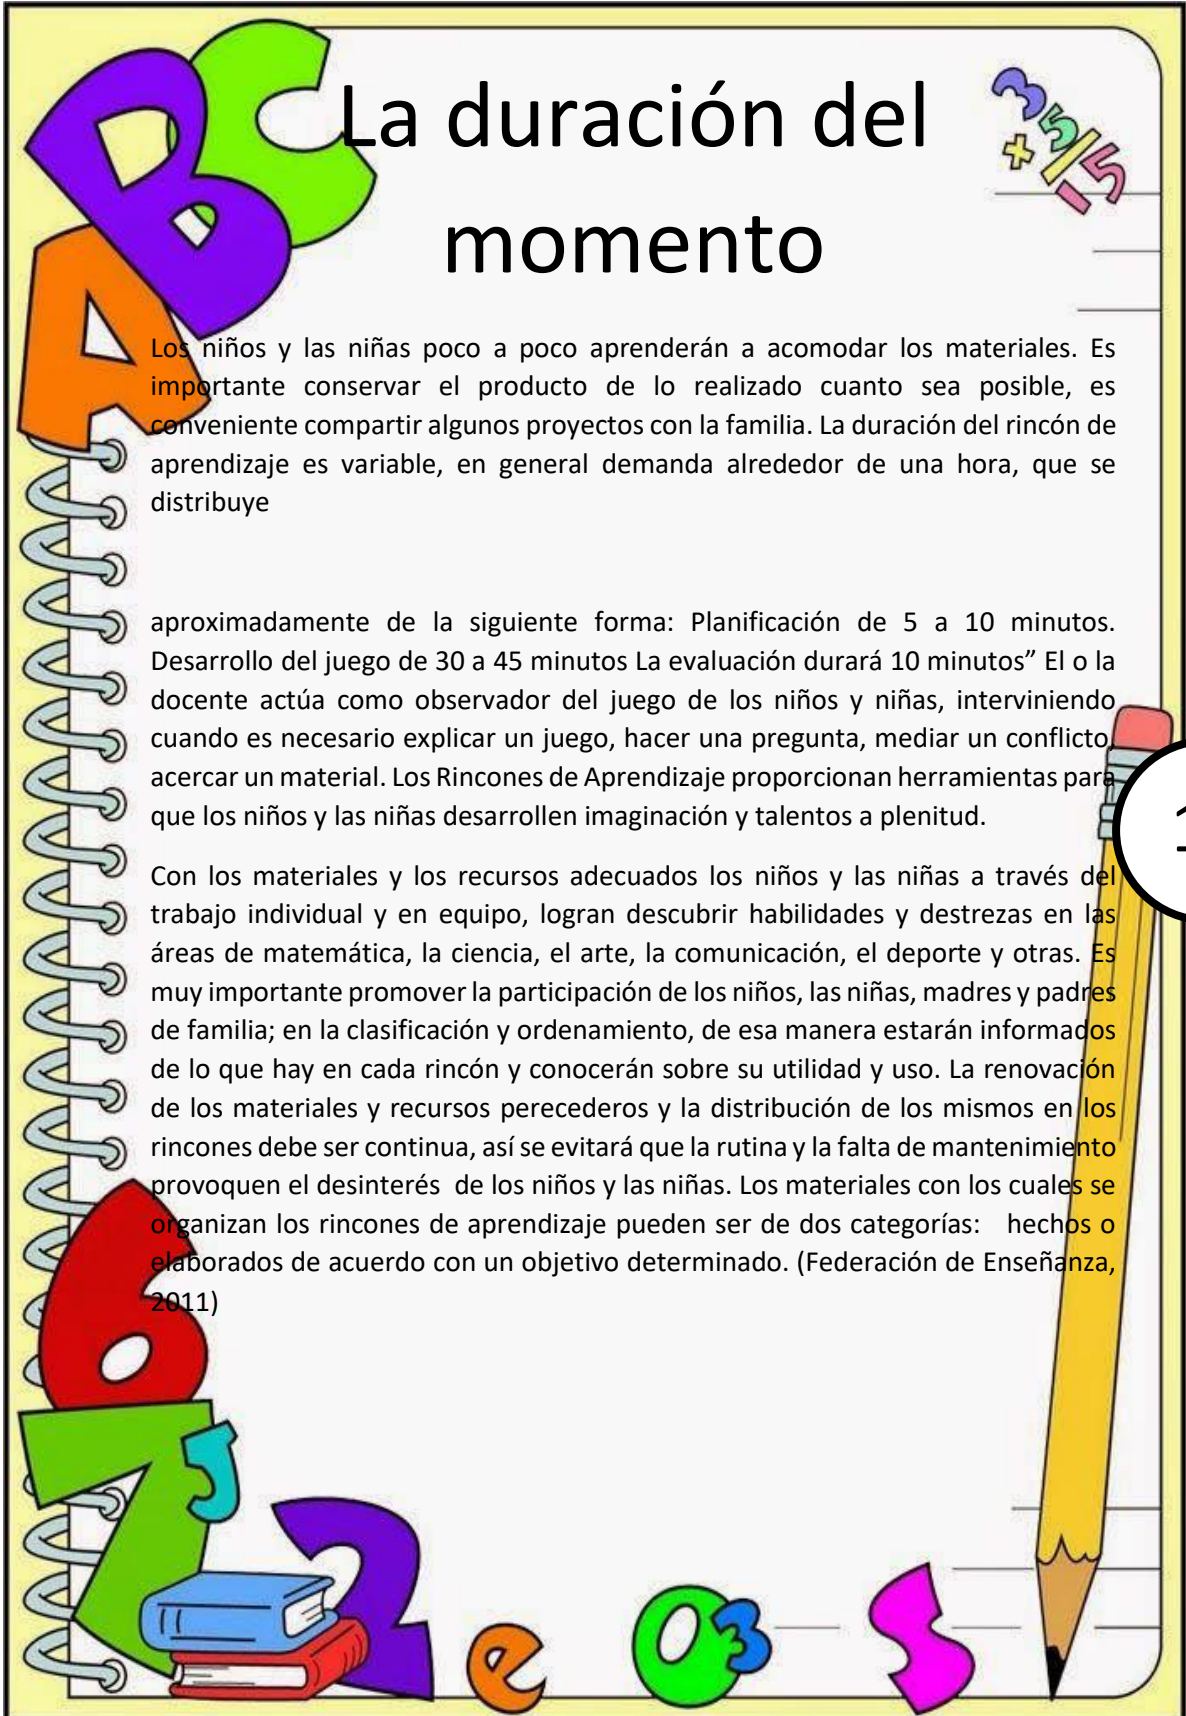 La duración del
momento
Los niños y las niñas poco a poco aprenderán a acomodar los materiales. Es
importante conservar el producto de lo realizado cuanto sea posible, es
conveniente compartir algunos proyectos con la familia. La duración del rincón de
aprendizaje es variable, en general demanda alrededor de una hora, que se
distribuye
aproximadamente de la siguiente forma: Planificación de 5 a 10 minutos.
Desarrollo del juego de 30 a 45 minutos La evaluación durará 10 minutos” El o la
docente actúa como observador del juego de los niños y niñas, interviniendo
cuando es necesario explicar un juego, hacer una pregunta, mediar un conflicto,
acercar un material. Los Rincones de Aprendizaje proporcionan herramientas para
que los niños y las niñas desarrollen imaginación y talentos a plenitud.
Con los materiales y los recursos adecuados los niños y las niñas a través del
trabajo individual y en equipo, logran descubrir habilidades y destrezas en las
áreas de matemática, la ciencia, el arte, la comunicación, el deporte y otras. Es
muy importante promover la participación de los niños, las niñas, madres y padres
de familia; en la clasificación y ordenamiento, de esa manera estarán informados
de lo que hay en cada rincón y conocerán sobre su utilidad y uso. La renovación
de los materiales y recursos perecederos y la distribución de los mismos en los
rincones debe ser continua, así se evitará que la rutina y la falta de mantenimiento
provoquen el desinterés de los niños y las niñas. Los materiales con los cuales se
organizan los rincones de aprendizaje pueden ser de dos categorías: hechos o
elaborados de acuerdo con un objetivo determinado. (Federación de Enseñanza,
2011)
A B C
3 + 5 / 15
6
7 J 2 e O 3 S